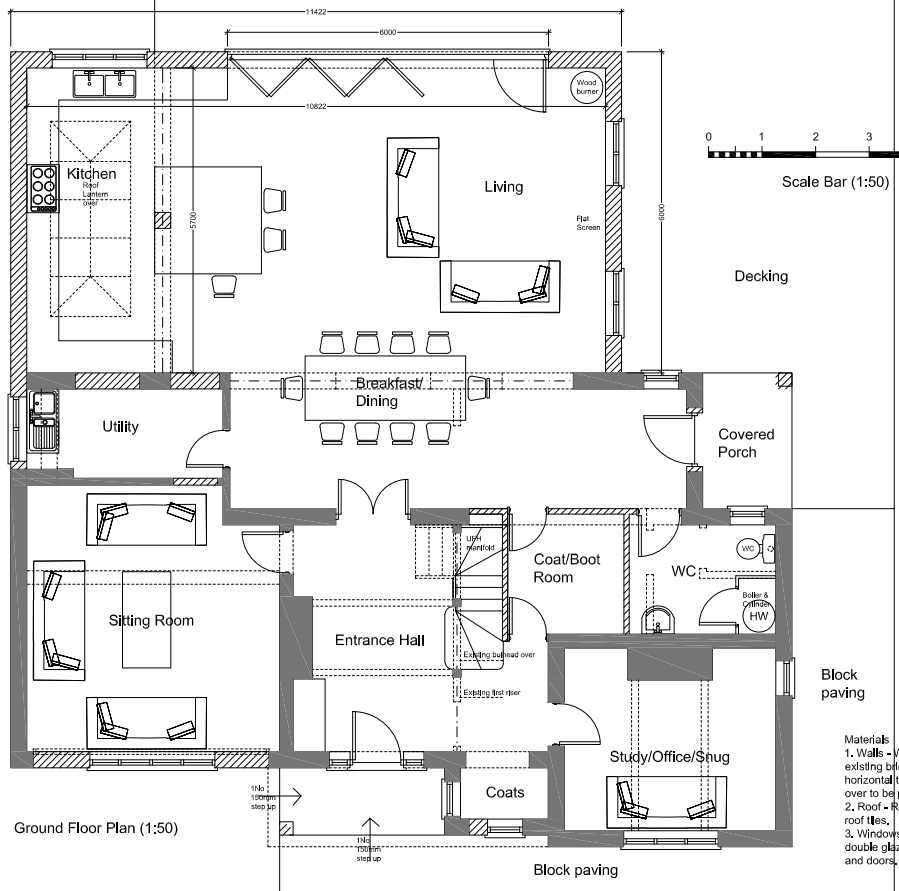 11422
6000
Wood
burner
10822
0 1 2 3
Scale Bar (1:50)
Kitchen
Roof
Lantern
over
Living
5700
6000
Flat
Screen
Decking
Breakfast/
Dining
Utility
Covered
Porch
UFH
manifold
Coat/Boot
Room
WC
WC
Boiler &
Cylinder
HW
Sitting Room
Entrance Hall
Existing bulhead over
Existing first riser
Block
paving
Study/Office/Snug
Materials
1. Walls -
existing
horizontal
over to be
2. Roof -
roof tiles.
3. Windows
double
and doors.
1No
150mm
step up
Coats
Ground Floor Plan (1:50)
1No
150mm
step up
Block paving